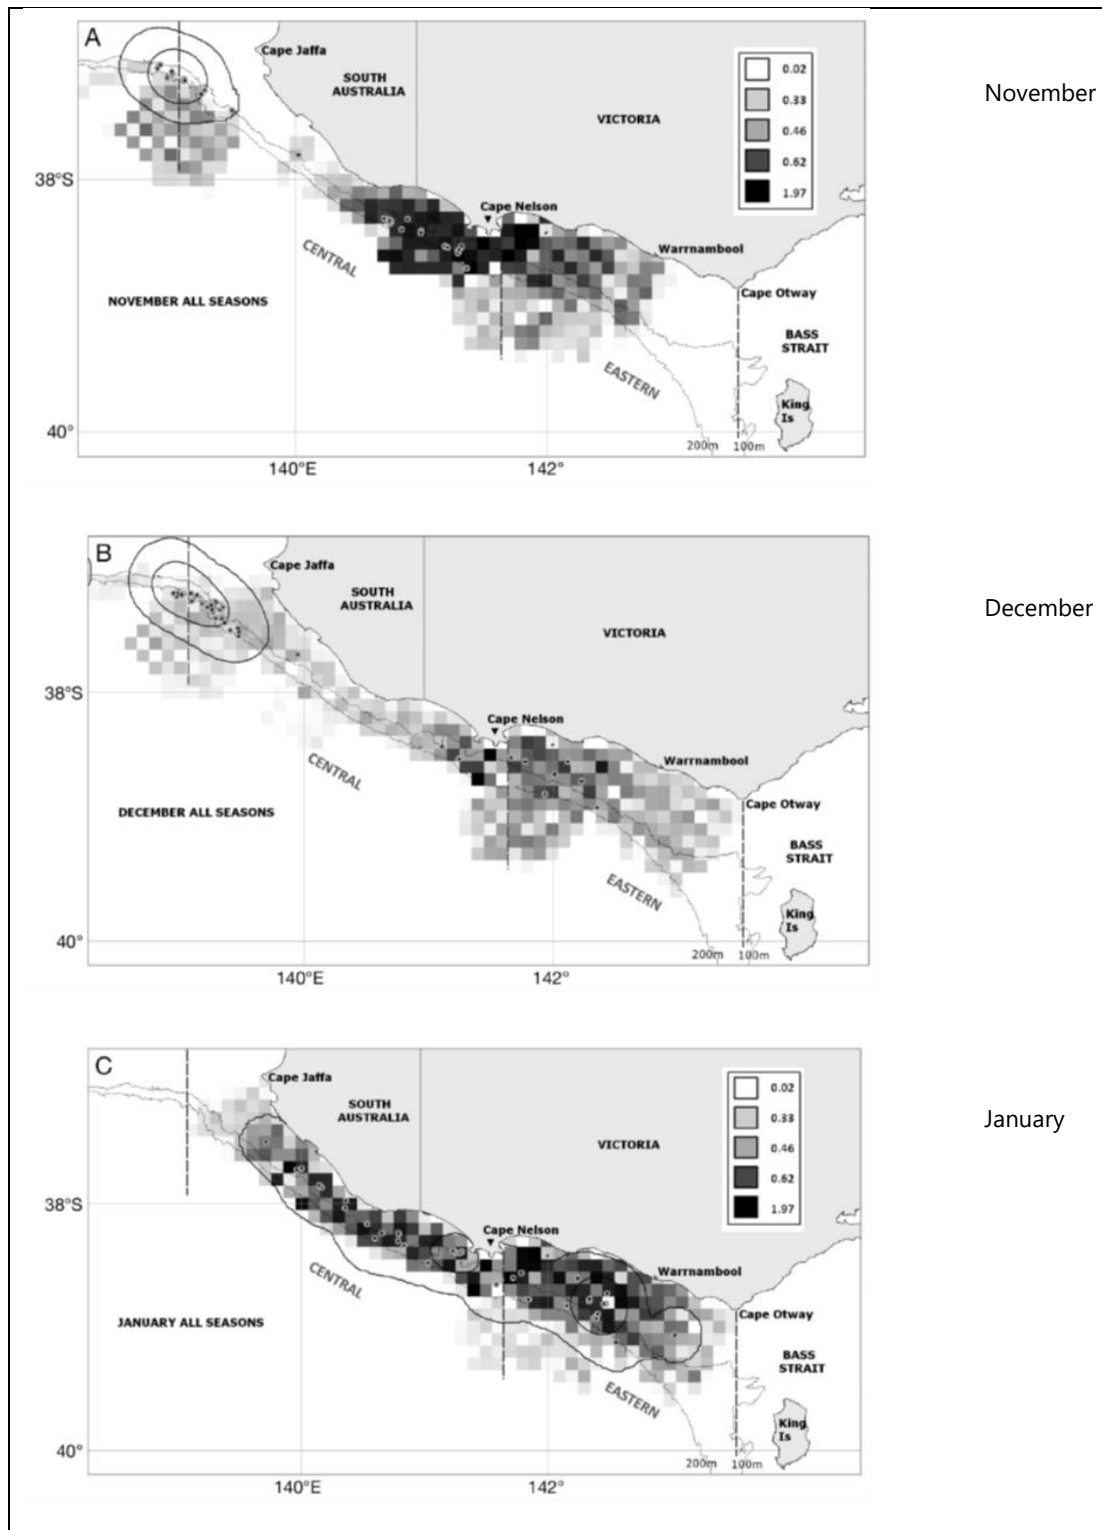 A
Cape Jaffa
SOUTH
AUSTRALIA
VICTORIA
0.02
0.33
0.46
0.62
1.97
November
38°S
Cape Nelson
Warrnambool
CENTRAL
Cape Otway
NOVEMBER ALL SEASONS
BASS
STRAIT
EASTERN
King
Is
40°
200m 100m
140°E
142°
B
Cape Jaffa
SOUTH
AUSTRALIA
VICTORIA
December
38°S
Cape Nelson
Warrnambool
CENTRAL
Cape Otway
DECEMBER ALL SEASONS
BASS
STRAIT
EASTERN
King
Is
40°
200m 100m
140°E
142°
C
Cape Jaffa
SOUTH
AUSTRALIA
VICTORIA
0.02
0.33
0.46
0.62
1.97
January
38°S
Cape Nelson
Warrnambool
CENTRAL
Cape Otway
JANUARY ALL SEASONS
BASS
STRAIT
EASTERN
King
Is
40°
200m 100m
140°E
142°